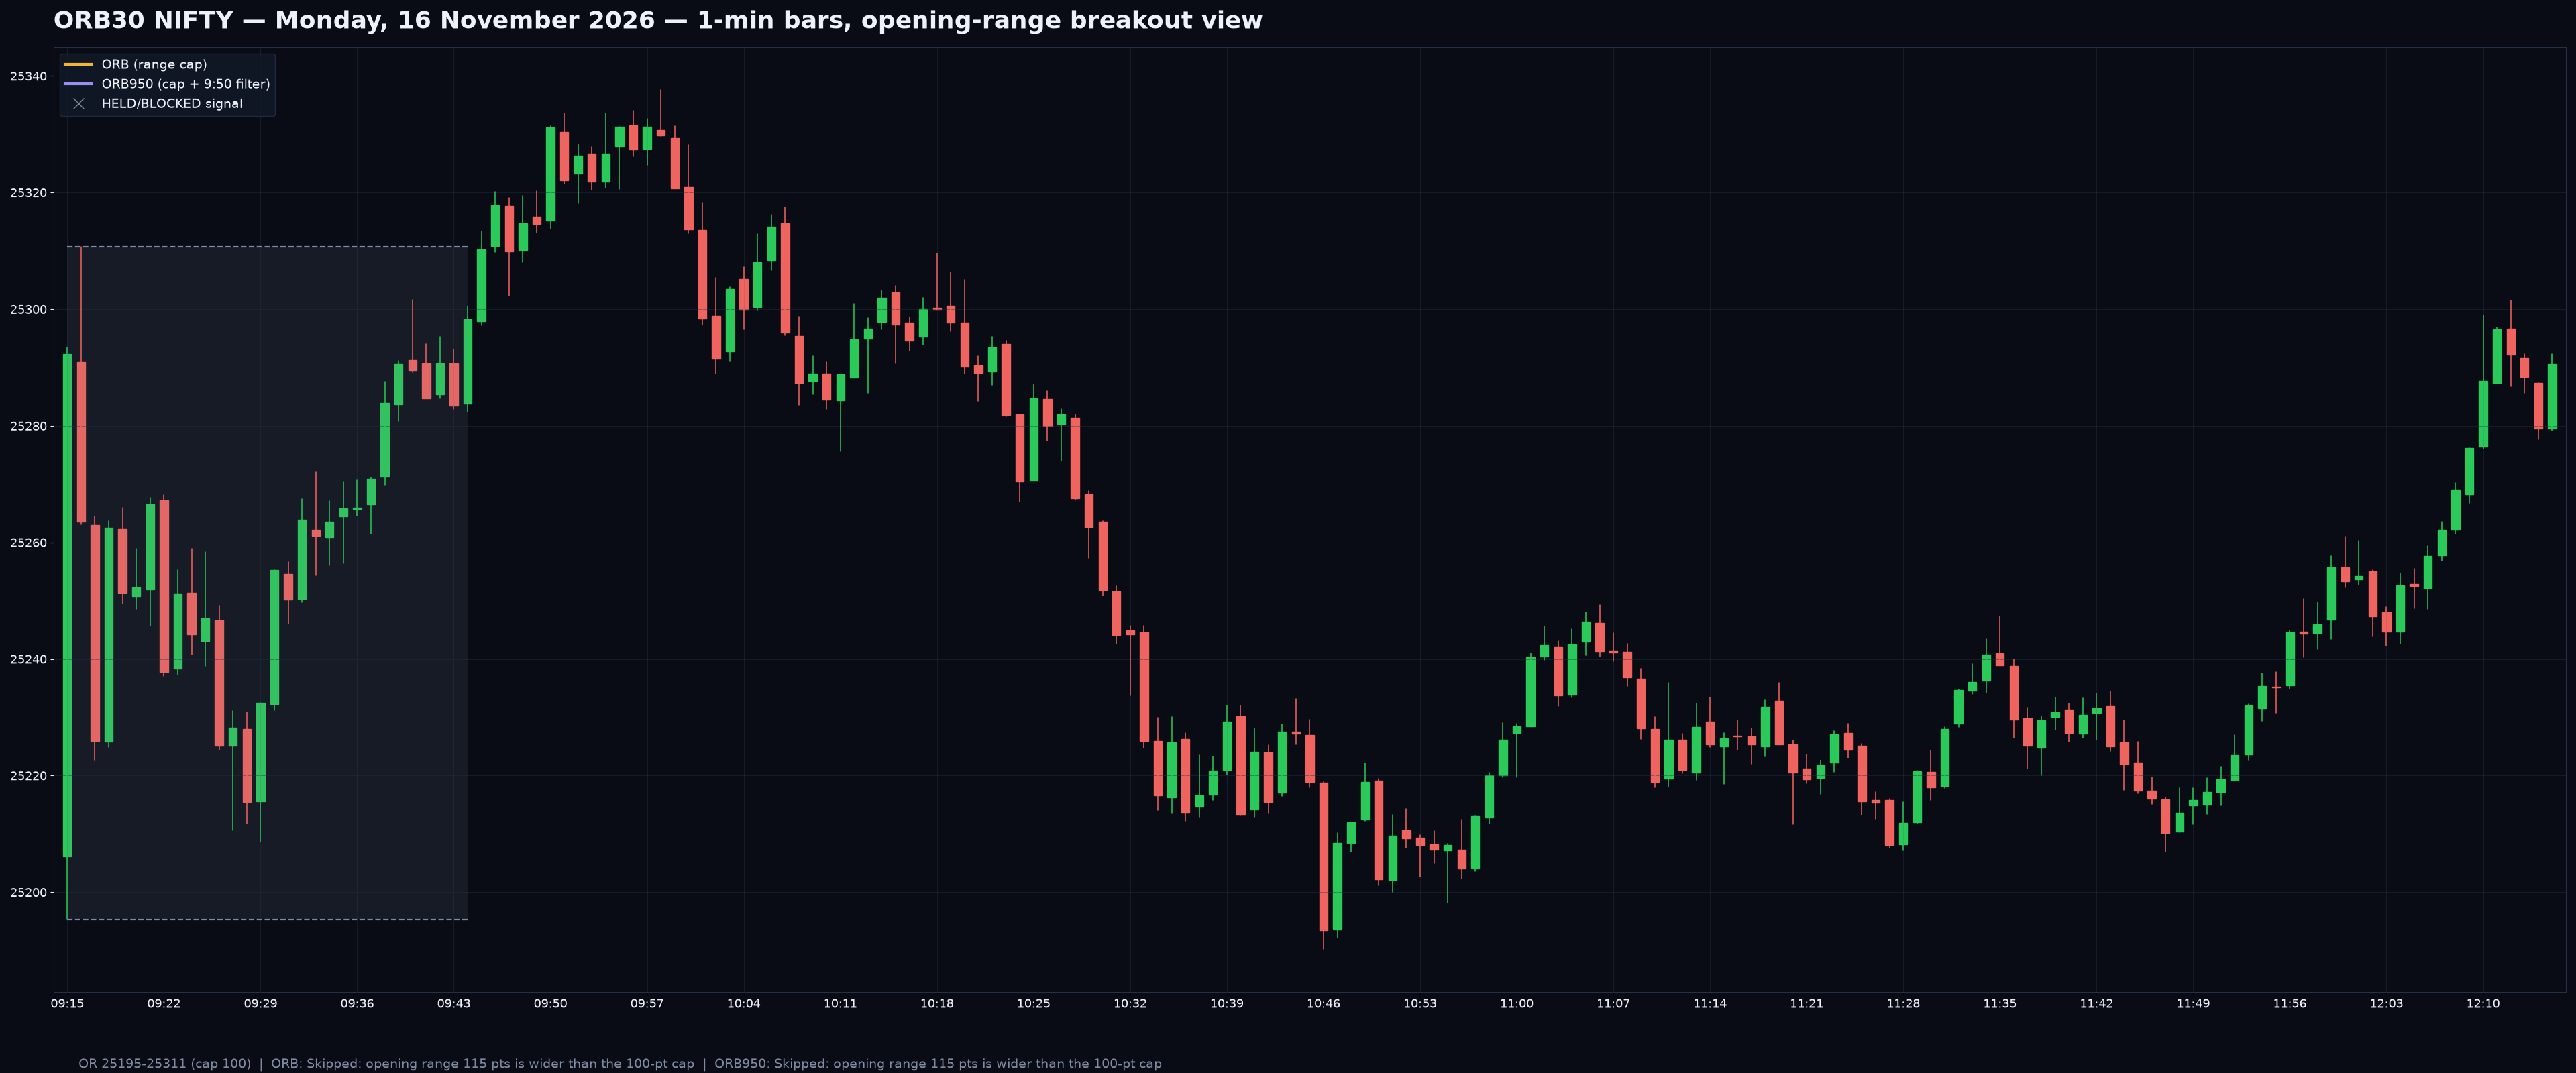 ORB30 NIFTY — Monday, 16 November 2026 — 1-min bars, opening-range breakout view
ORB (range cap)
ORB950 (cap + 9:50 filter)
HELD/BLOCKED signal
25340
25320
25300
25280
25260
25240
25220
25200
09:15 09:22 09:29 09:36 09:43 09:50 09:57 10:04 10:11 10:18 10:25 10:32 10:39 10:46 10:53 11:00 11:07 11:14 11:21 11:28 11:35 11:42 11:49 11:56 12:03 12:10
OR 25195-25311 (cap 100) | ORB: Skipped: opening range 115 pts is wider than the 100-pt cap | ORB950: Skipped: opening range 115 pts is wider than the 100-pt cap